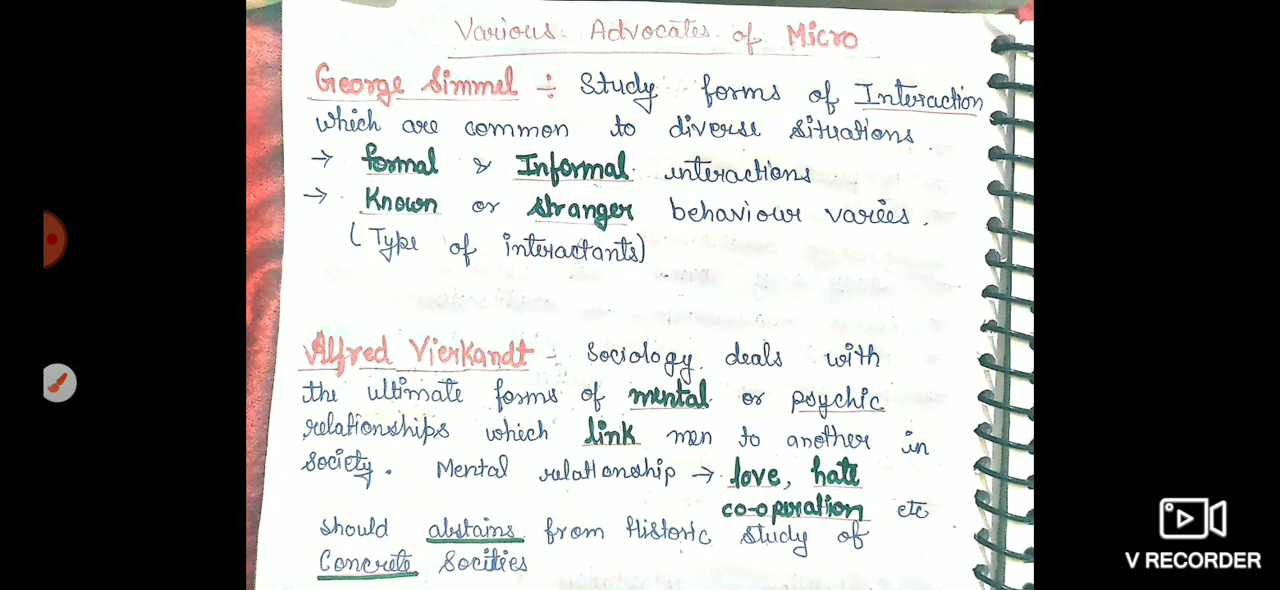 Various Advocates of Micro
George Simmel ÷ Study forms of Interaction
which are common to diverse situations.
→ formal & Informal interactions
→ Known or stranger behaviour varies.
(Type of interactants)
Alfred Vierkandt - Sociology deals with
the ultimate forms of mental or psychic
relationships which link men to another in
society. Mental relationship → love, hate
co-operation etc.
should abstains from Historic study of
Concrete Socities
V RECORDER